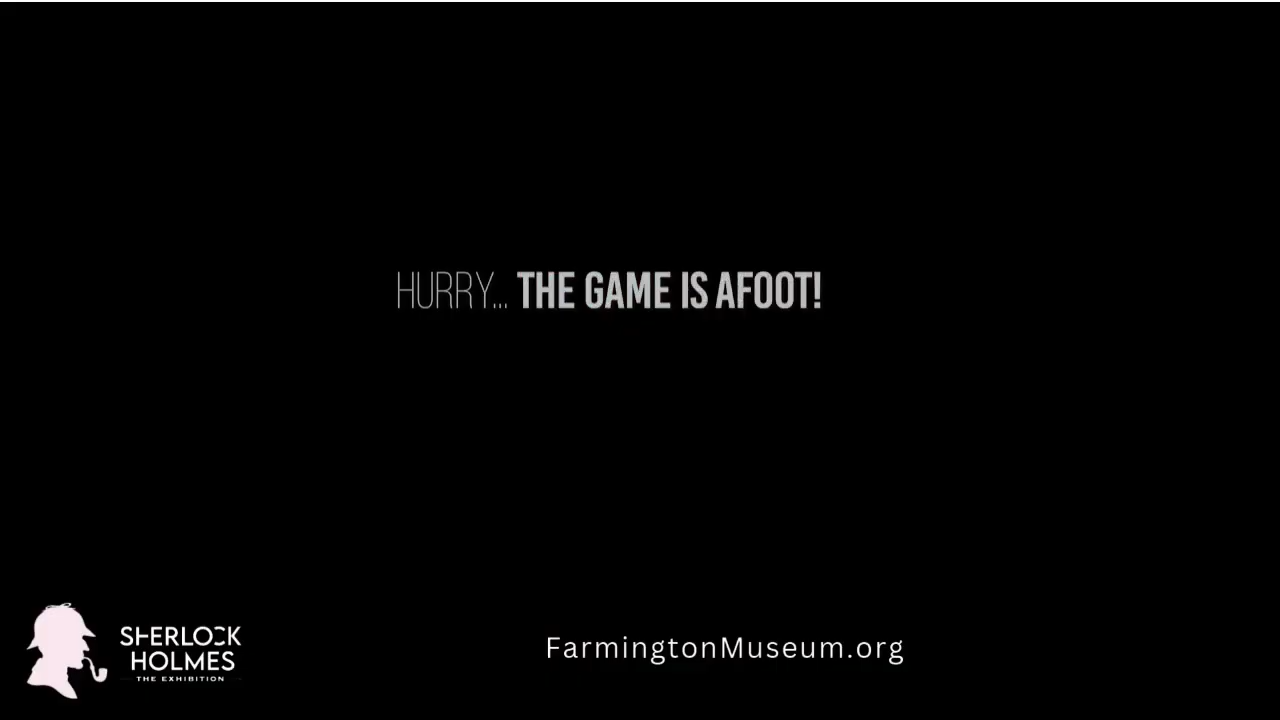 HURRY... THE GAME IS AFOOT!
SHERLOCK
HOLMES
THE EXHIBITION
FarmingtonMuseum.org